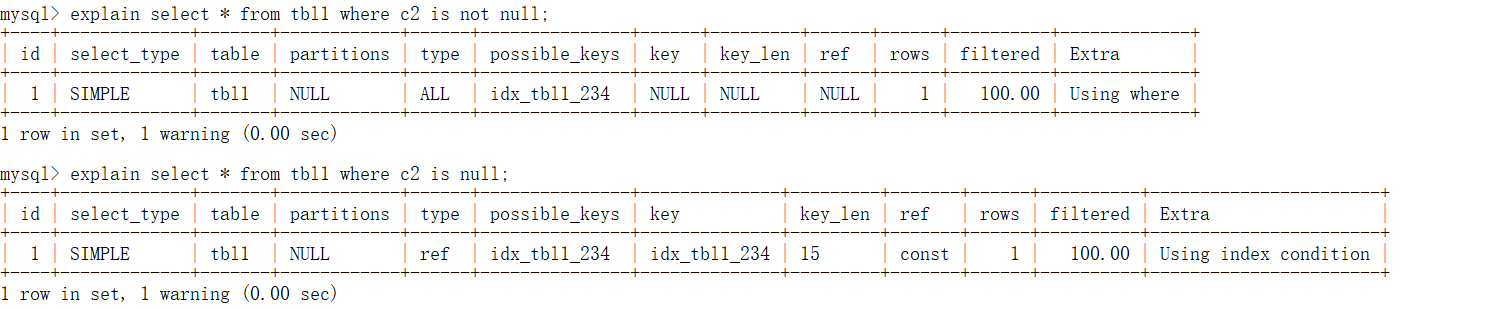 mysql> explain select * from tbl1 where c2 is not null;
+----+-------------+-------+------------+------+---------------+------+---------+------+------+----------+-------------+
| id | select_type | table | partitions | type | possible_keys | key  | key_len | ref  | rows | filtered | Extra       |
+----+-------------+-------+------------+------+---------------+------+---------+------+------+----------+-------------+
|  1 | SIMPLE      | tbl1  | NULL       | ALL  | idx_tbl1_234  | NULL | NULL    | NULL |    1 |   100.00 | Using where |
+----+-------------+-------+------------+------+---------------+------+---------+------+------+----------+-------------+
1 row in set, 1 warning (0.00 sec)
mysql> explain select * from tbl1 where c2 is null;
+----+-------------+-------+------------+------+---------------+--------------+---------+-------+------+----------+-----------------------+
| id | select_type | table | partitions | type | possible_keys | key          | key_len | ref   | rows | filtered | Extra                 |
+----+-------------+-------+------------+------+---------------+--------------+---------+-------+------+----------+-----------------------+
|  1 | SIMPLE      | tbl1  | NULL       | ref  | idx_tbl1_234  | idx_tbl1_234 | 15      | const |    1 |   100.00 | Using index condition |
+----+-------------+-------+------------+------+---------------+--------------+---------+-------+------+----------+-----------------------+
1 row in set, 1 warning (0.00 sec)